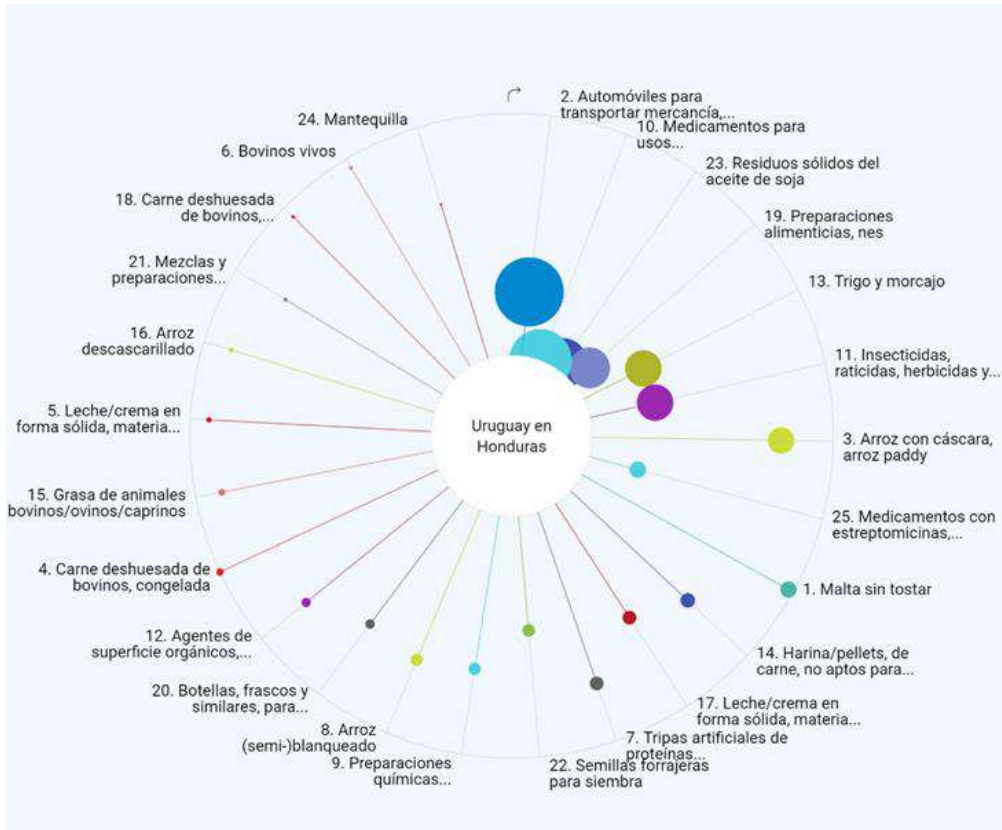 2. Automóviles para
transportar mercancía,...
10. Medicamentos para
usos...
23. Residuos sólidos del
aceite de soja
19. Preparaciones
alimenticias, nes
13. Trigo y morcajo
11. Insecticidas,
raticidas, herbicidas y...
3. Arroz con cáscara,
arroz paddy
25. Medicamentos con
estreptomicinas,...
1. Malta sin tostar
14. Harina/pellets, de
carne, no aptos para...
17. Leche/crema en
forma sólida, materia...
7. Tripas artificiales de
proteínas...
22. Semillas forrajeras
para siembra
9. Preparaciones
químicas...
8. Arroz
(semi-)blanqueado
20. Botellas, frascos y
similares, para...
12. Agentes de
superficie orgánicos,...
4. Carne deshuesada de
bovinos, congelada
15. Grasa de animales
bovinos/ovinos/caprinos
5. Leche/crema en
forma sólida, materia...
16. Arroz
descascarillado
21. Mezclas y
preparaciones...
18. Carne deshuesada
de bovinos,...
6. Bovinos vivos
24. Mantequilla
Uruguay en
Honduras